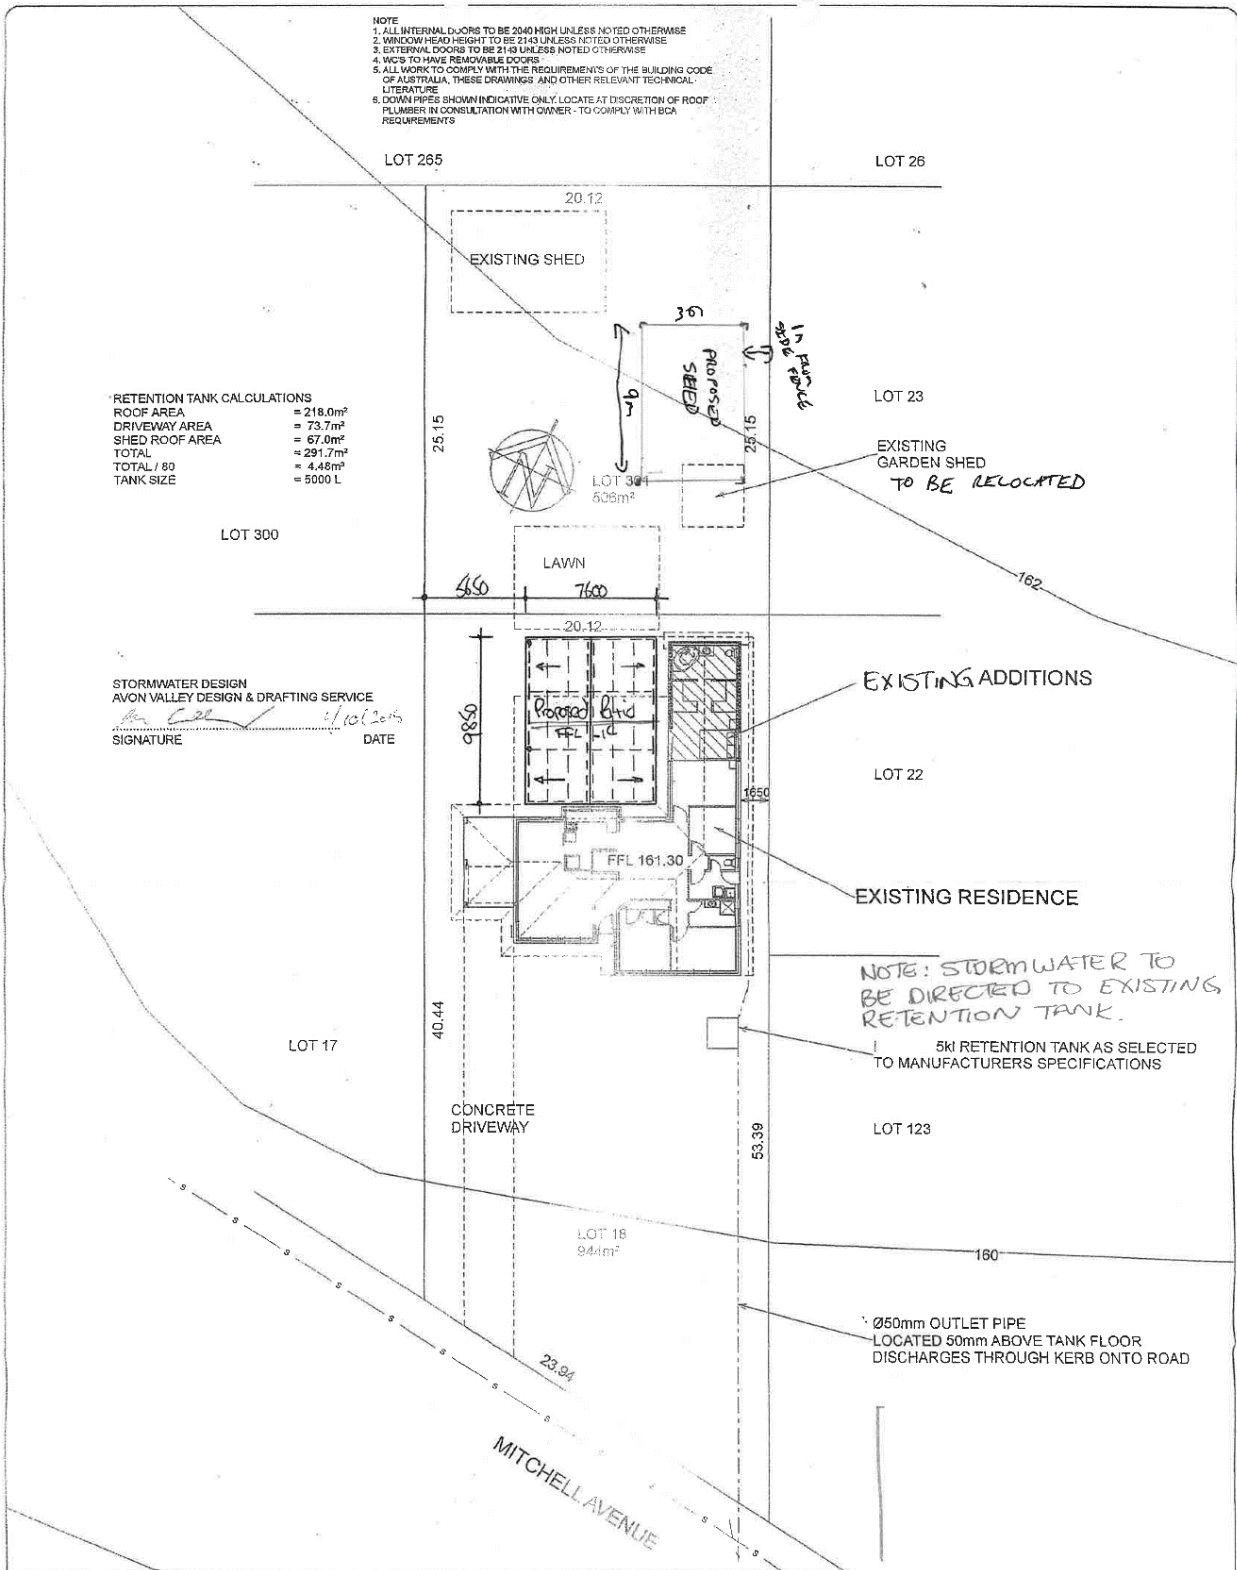 NOTE
1. ALL INTERNAL DOORS TO BE 2040 HIGH UNLESS NOTED OTHERWISE
2. WINDOW HEAD HEIGHT TO BE 2143 UNLESS NOTED OTHERWISE
3. EXTERNAL DOORS TO BE 2143 UNLESS NOTED OTHERWISE
4. WC'S TO HAVE REMOVABLE DOORS
5. ALL WORK TO COMPLY WITH THE REQUIREMENTS OF THE BUILDING CODE
OF AUSTRALIA, THESE DRAWINGS AND OTHER RELEVANT TECHNICAL
LITERATURE
6. DOWN PIPES SHOWN INDICATIVE ONLY. LOCATE AT DISCRETION OF ROOF
PLUMBER IN CONSULTATION WITH OWNER - TO COMPLY WITH BCA
REQUIREMENTS
LOT 265
LOT 26
20.12
EXISTING SHED
PROPOSED
SHED
9m
SIDE FENCE
LOT 23
RETENTION TANK CALCULATIONS
ROOF AREA = 218.0m²
DRIVEWAY AREA = 73.7m²
SHED ROOF AREA = 67.0m²
TOTAL = 291.7m²
TOTAL / 80 = 4.48m³
TANK SIZE = 5000 L
25.15
25.15
EXISTING
GARDEN SHED
TO BE RELOCATED
LOT 301
506m²
LOT 300
LAWN
162
5650
7600
20.12
STORMWATER DESIGN
AVON VALLEY DESIGN & DRAFTING SERVICE
SIGNATURE DATE
9850
Proposed Patio
FFL
EXISTING ADDITIONS
LOT 22
1650
FFL 161.30
EXISTING RESIDENCE
NOTE: STORMWATER TO
BE DIRECTED TO EXISTING
RETENTION TANK.
5kl RETENTION TANK AS SELECTED
TO MANUFACTURERS SPECIFICATIONS
40.44
LOT 17
CONCRETE
DRIVEWAY
53.39
LOT 123
LOT 18
944m²
160
Ø50mm OUTLET PIPE
LOCATED 50mm ABOVE TANK FLOOR
DISCHARGES THROUGH KERB ONTO ROAD
23.94
MITCHELL AVENUE